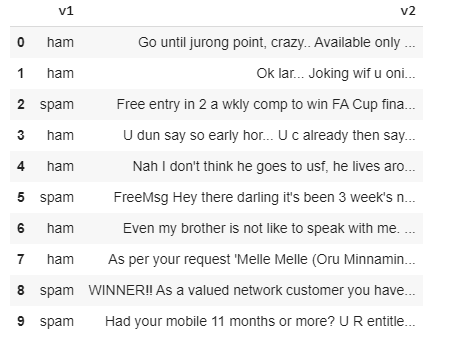 v1 v2
0 ham Go until jurong point, crazy.. Available only ...
1 ham Ok lar... Joking wif u oni...
2 spam Free entry in 2 a wkly comp to win FA Cup fina...
3 ham U dun say so early hor... U c already then say...
4 ham Nah I don't think he goes to usf, he lives aro...
5 spam FreeMsg Hey there darling it's been 3 week's n...
6 ham Even my brother is not like to speak with me. ...
7 ham As per your request 'Melle Melle (Oru Minnamin...
8 spam WINNER!! As a valued network customer you have...
9 spam Had your mobile 11 months or more? U R entitle...